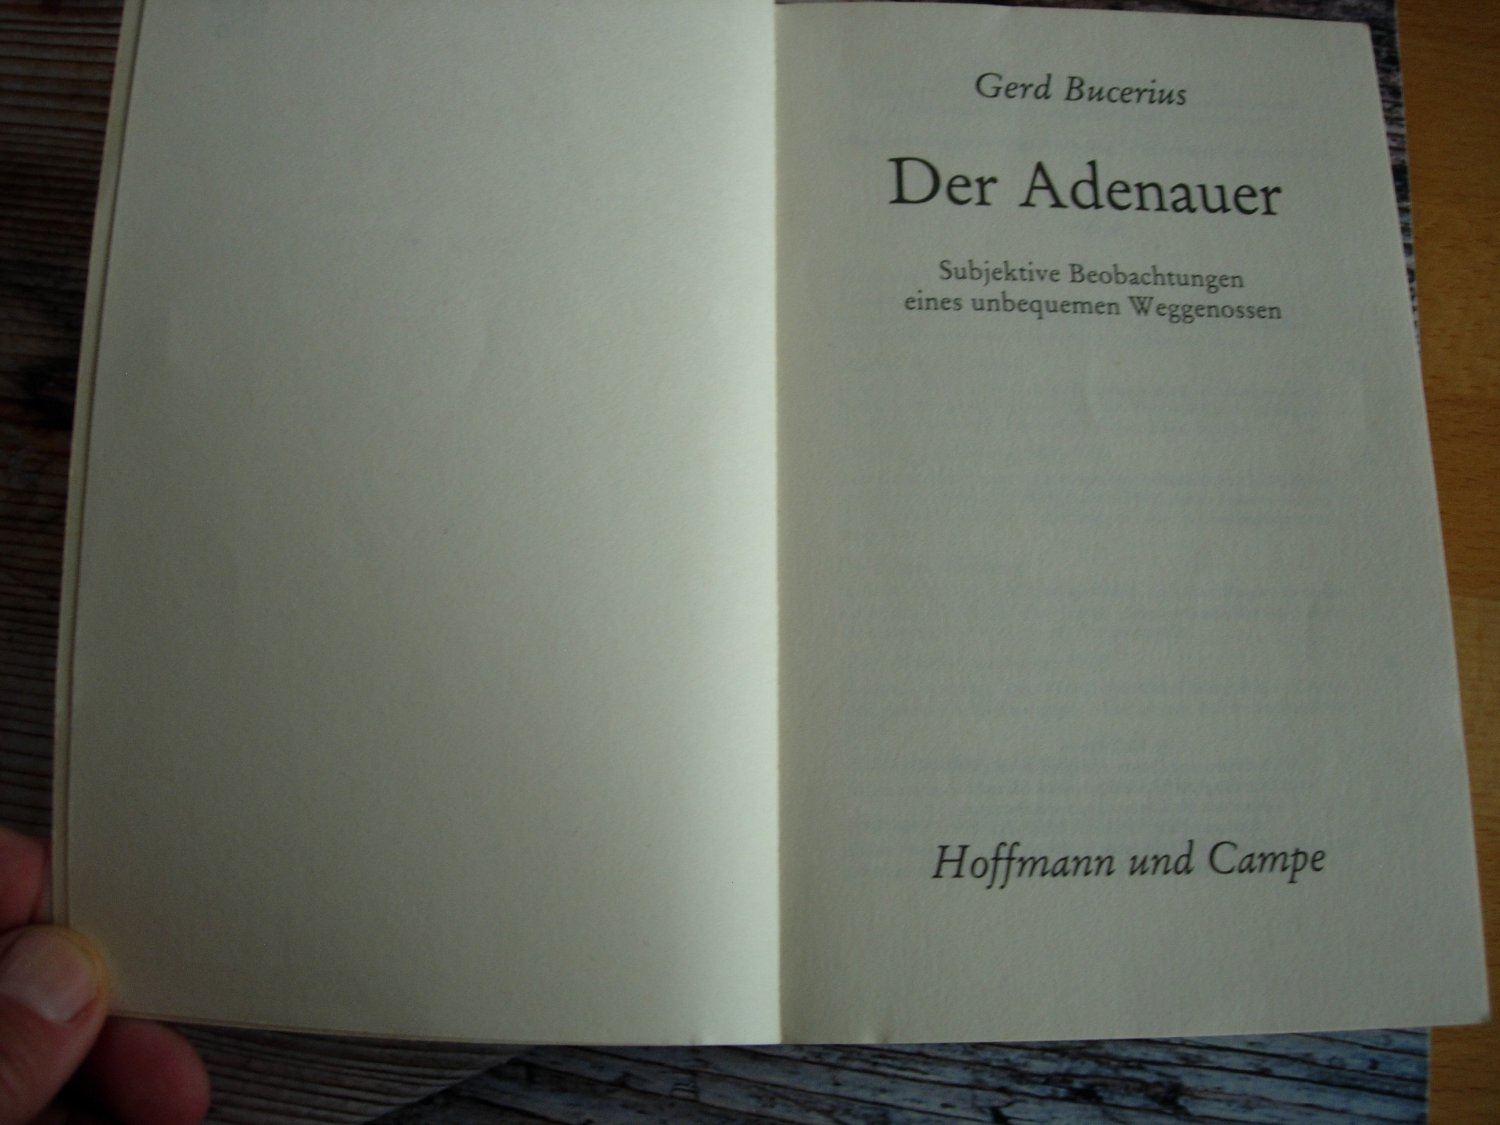 Gerd Bucerius
Der Adenauer
Subjektive Beobachtungen
eines unbequemen Weggenossen
Hoffmann und Campe